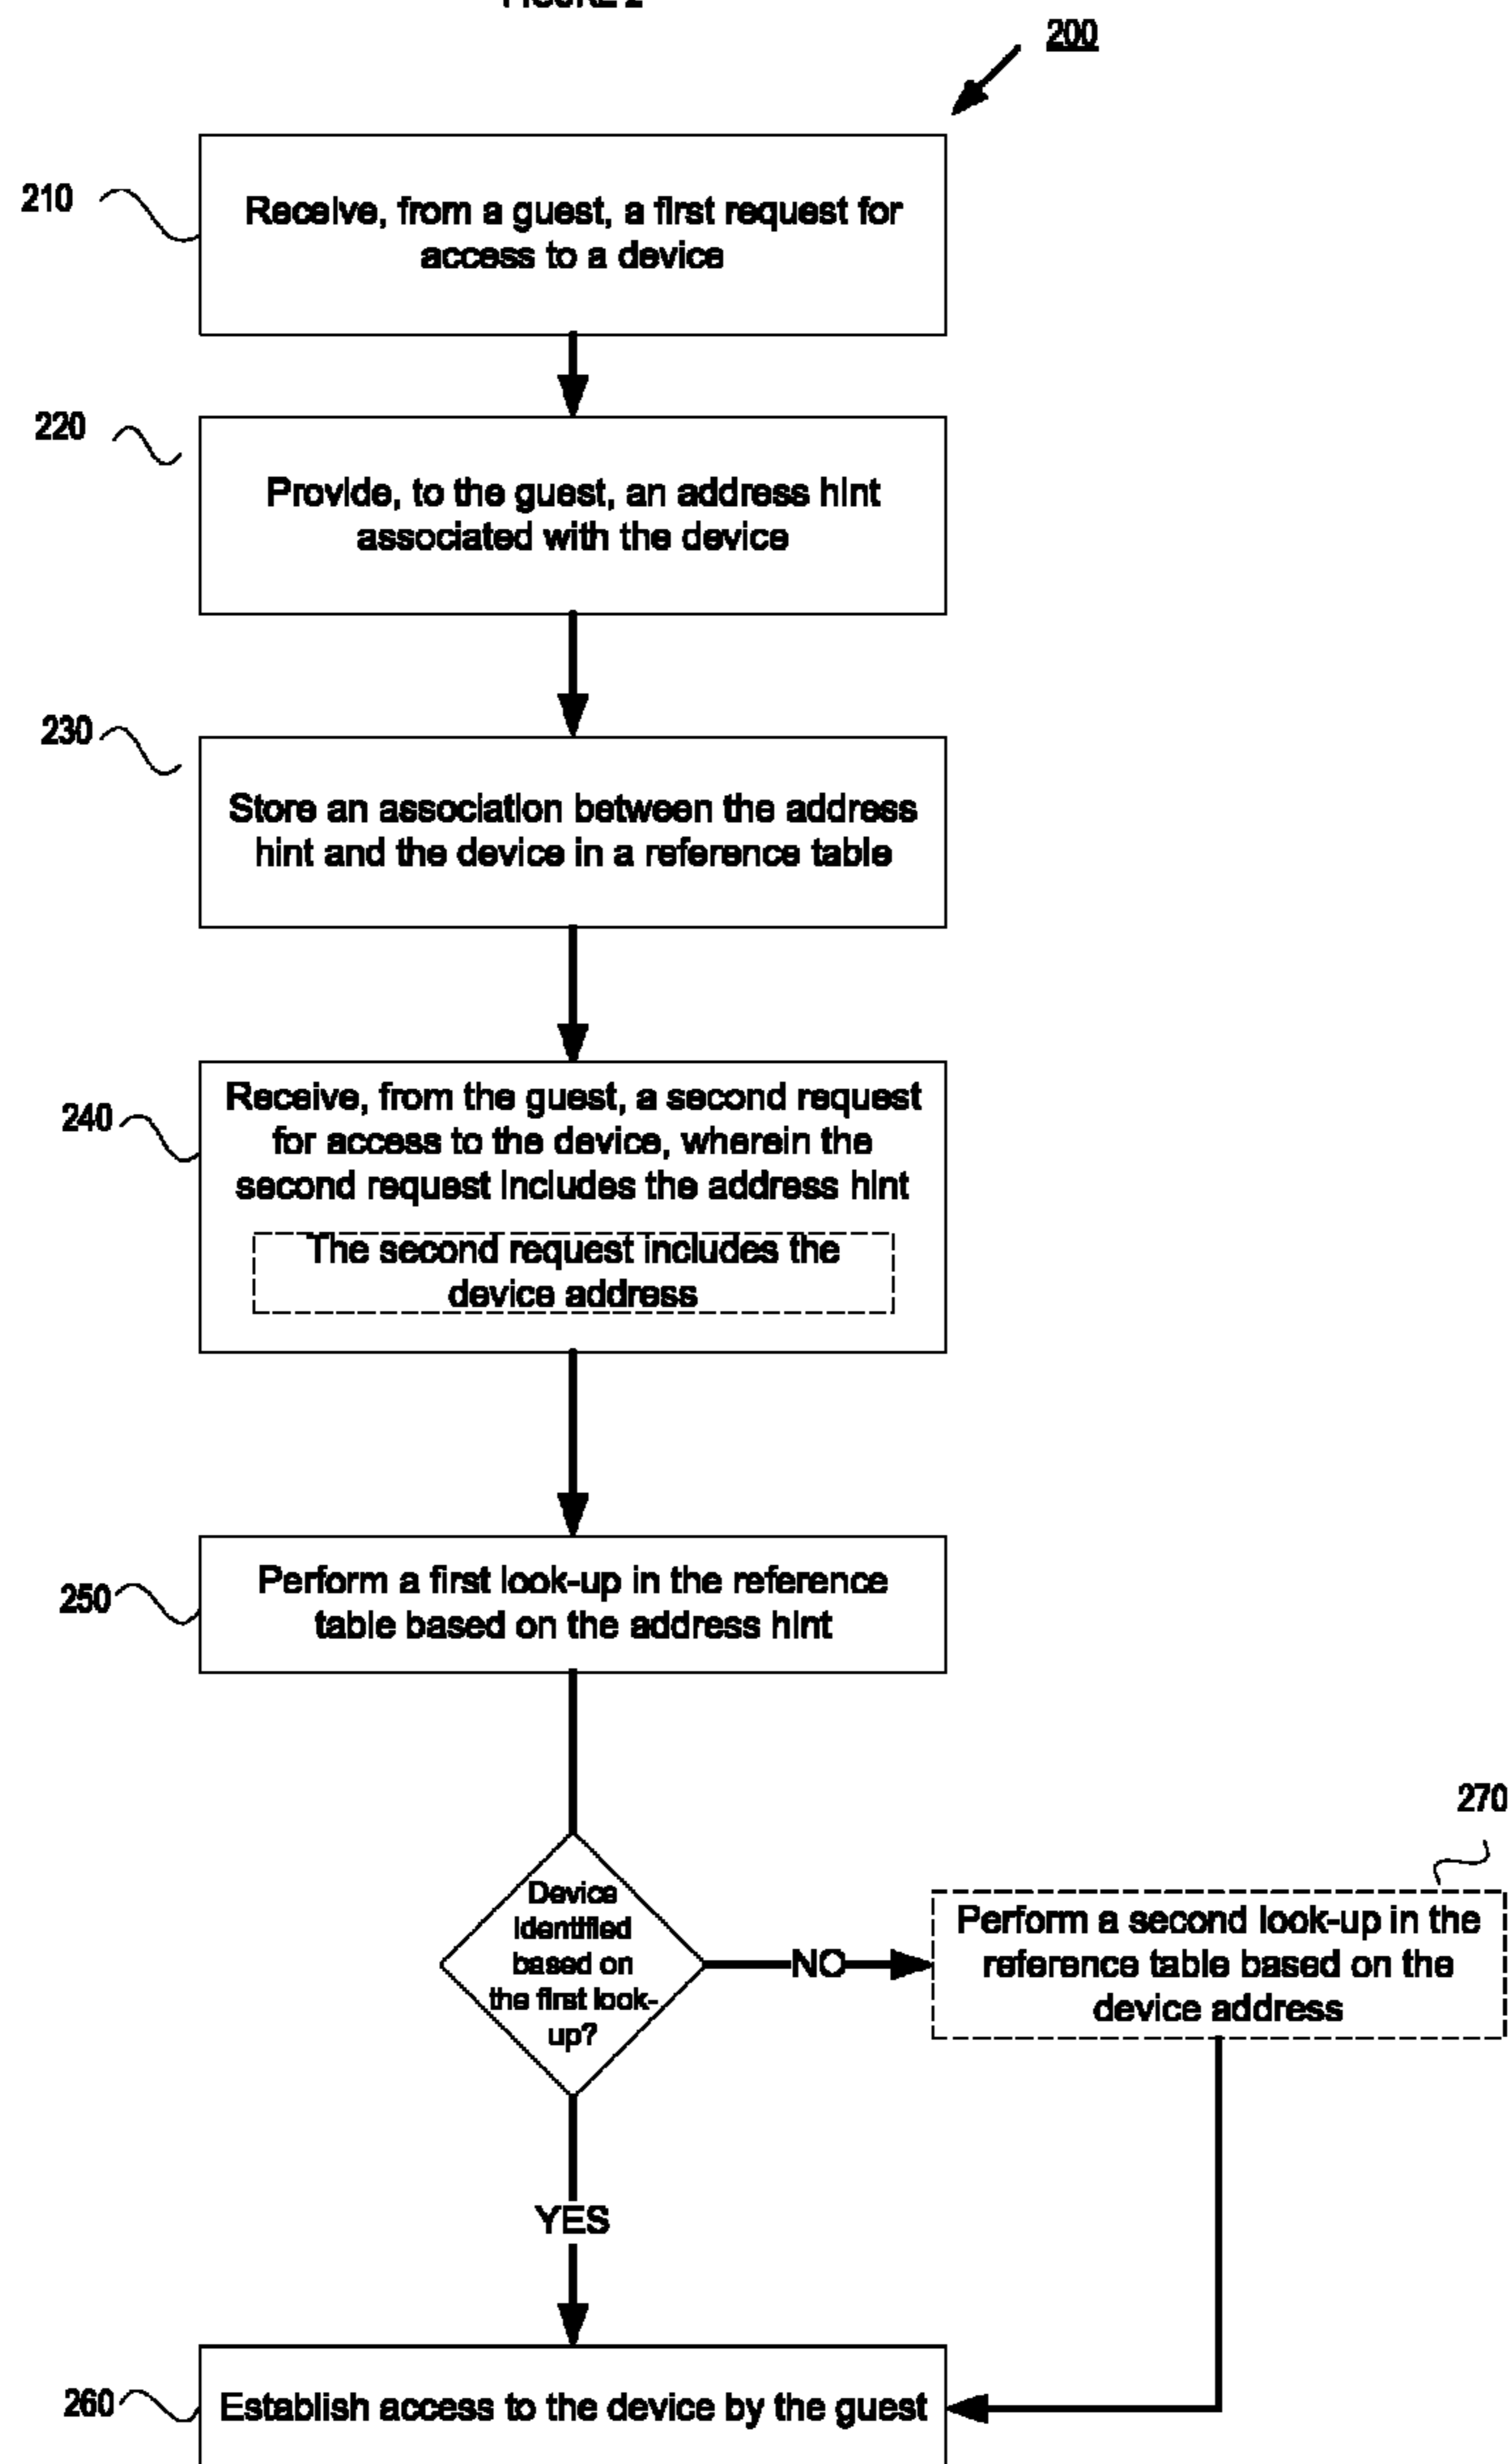 FIGURE 2
200
210
Receive, from a guest, a first request for
access to a device
220
Provide, to the guest, an address hint
associated with the device
230
Store an association between the address
hint and the device in a reference table
240
Receive, from the guest, a second request
for access to the device, wherein the
second request includes the address hint
The second request includes the
device address
250
Perform a first look-up in the reference
table based on the address hint
Device
identified
based on
the first look-
up?
NO
270
Perform a second look-up in the
reference table based on the
device address
YES
260
Establish access to the device by the guest